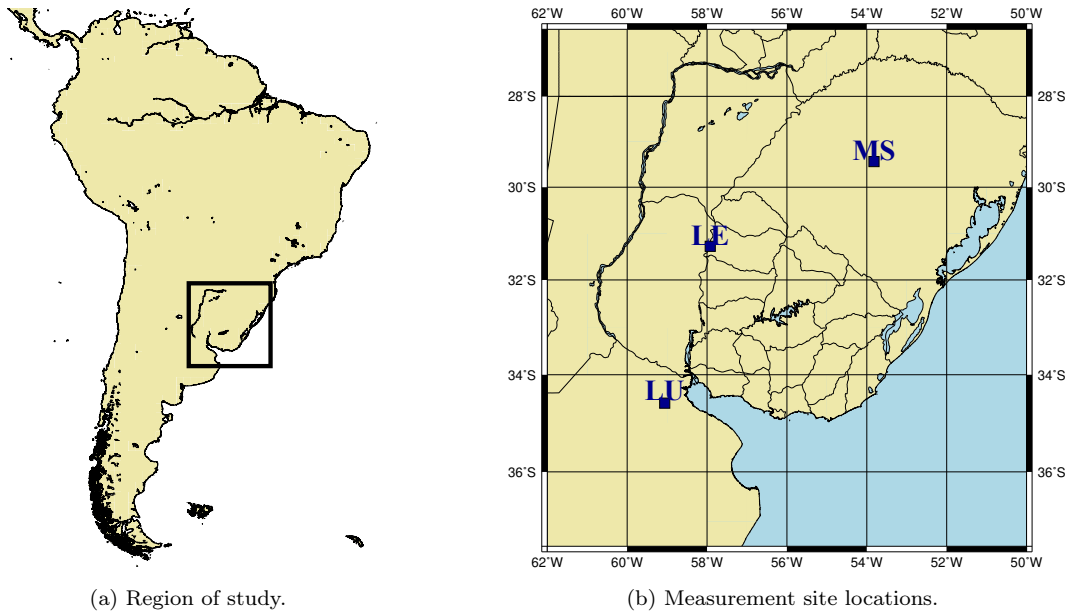 62°W 60°W 58°W 56°W 54°W 52°W 50°W
28°S 28°S
MS
30°S 30°S
LE
32°S 32°S
34°S 34°S
LU
36°S 36°S
62°W 60°W 58°W 56°W 54°W 52°W 50°W
(a) Region of study.
(b) Measurement site locations.